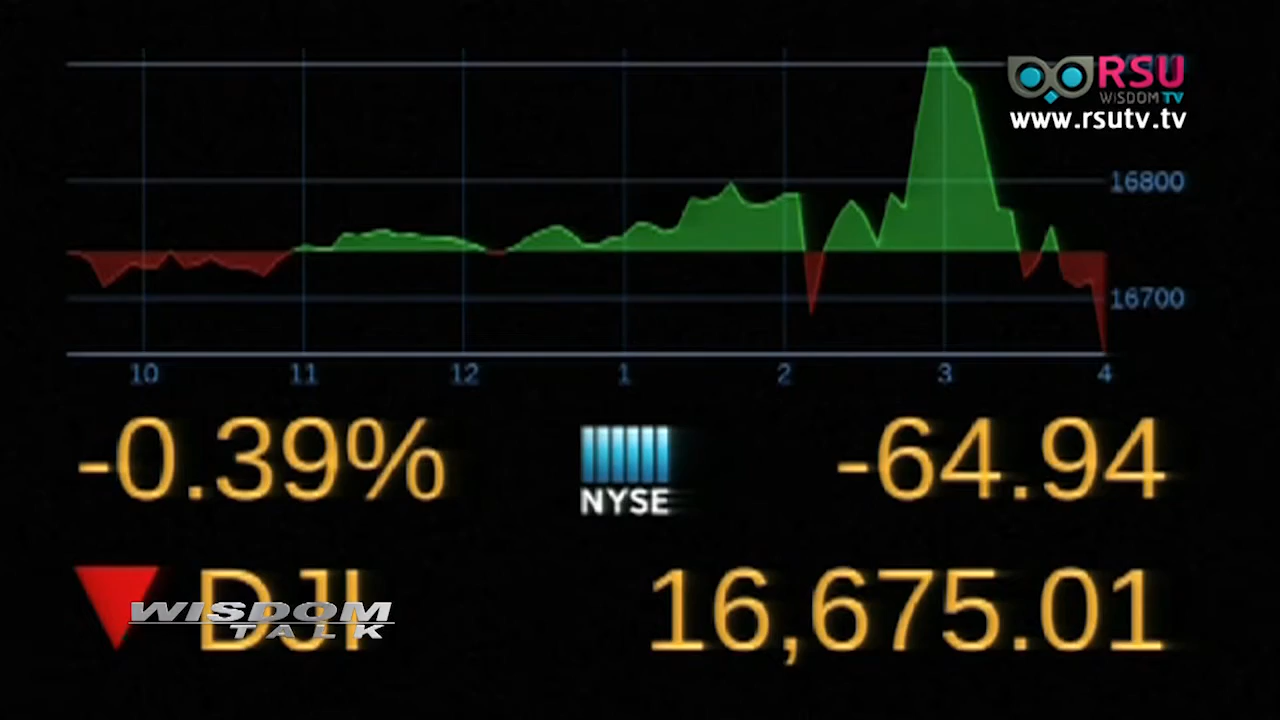 RSU
WISDOM TV
www.rsutv.tv
16800
16700
10 11 12 1 2 3 4
-0.39% NYSE -64.94
DJI 16,675.01
WISDOM
TALK